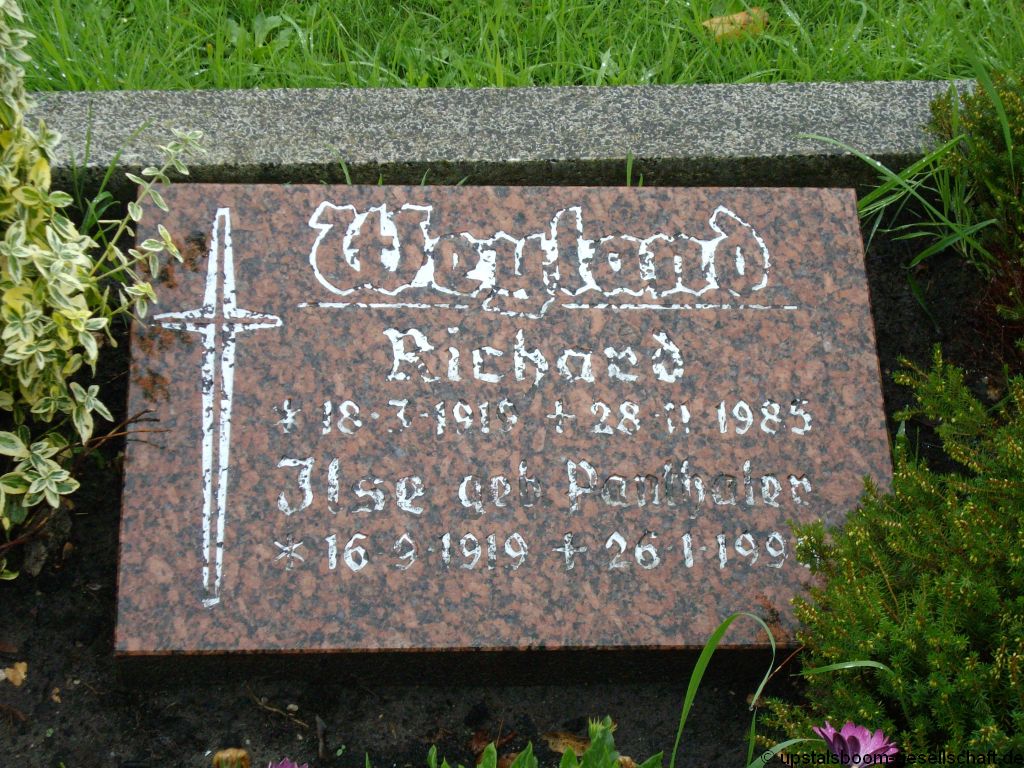 Weyland
Richard
* 18·3·1915 + 28·11·1985
Ilse geb Panthaler
* 16·9·1919 + 26·1·199
upstalsboom-gesellschaft.de